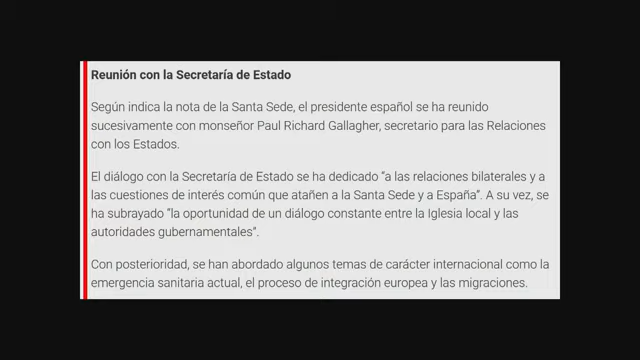 Reunión con la Secretaría de Estado
Según indica la nota de la Santa Sede, el presidente español se ha reunido
sucesivamente con monseñor Paul Richard Gallagher, secretario para las Relaciones
con los Estados.
El diálogo con la Secretaría de Estado se ha dedicado “a las relaciones bilaterales y a
las cuestiones de interés común que atañen a la Santa Sede y a España”. A su vez, se
ha subrayado “la oportunidad de un diálogo constante entre la Iglesia local y las
autoridades gubernamentales”.
Con posterioridad, se han abordado algunos temas de carácter internacional como la
emergencia sanitaria actual, el proceso de integración europea y las migraciones.